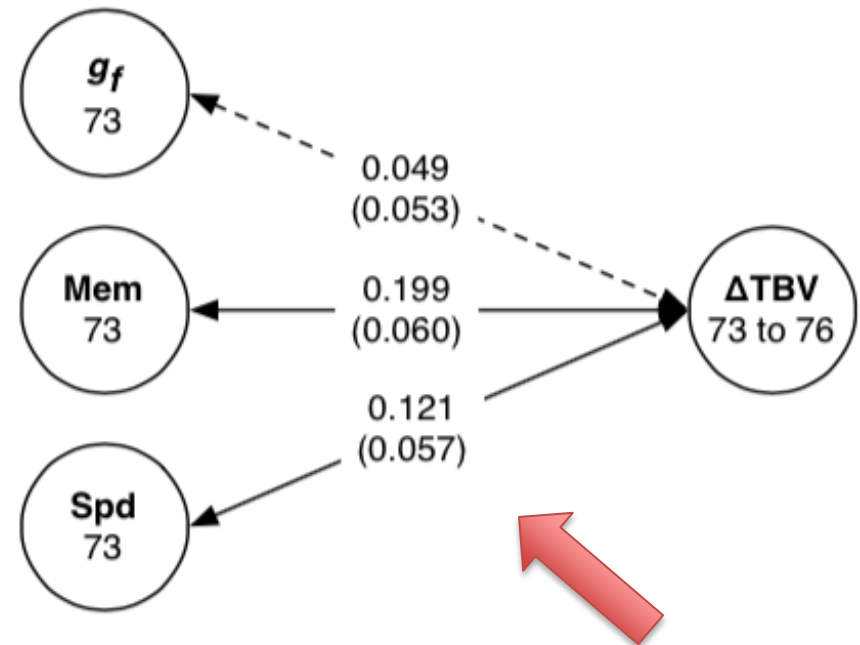 gf
73
0.049
(0.053)
Mem
73
0.199
(0.060)
ΔTBV
73 to 76
0.121
(0.057)
Spd
73